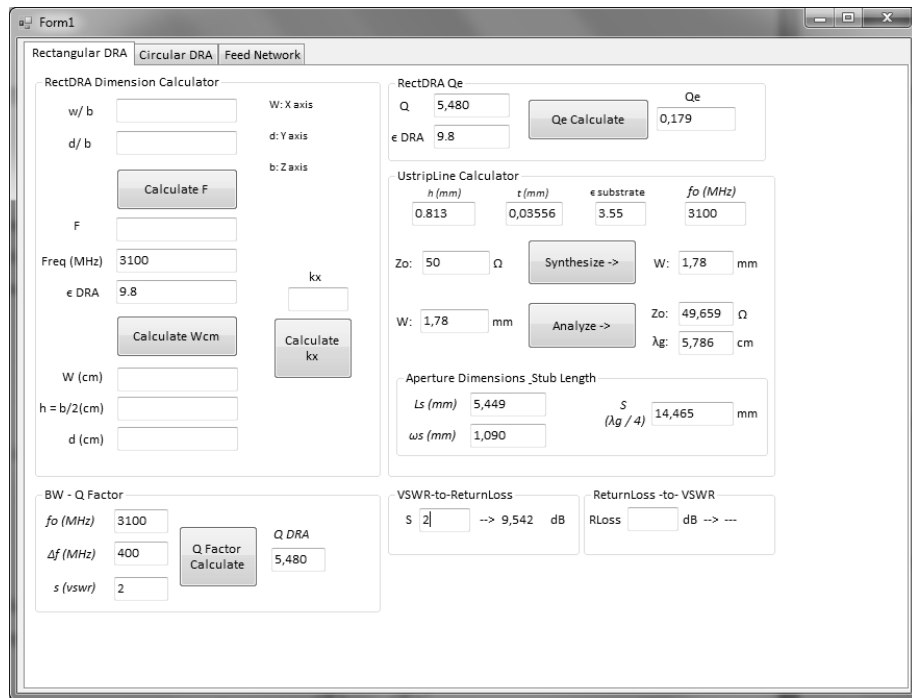 Form1
Rectangular DRA Circular DRA Feed Network
RectDRA Dimension Calculator
w/ b
W: X axis
d/ b
d: Y axis
b: Z axis
Calculate F
F
Freq (MHz) 3100
ϵ DRA 9.8
kx
Calculate Wcm
Calculate
kx
W (cm)
h = b/2(cm)
d (cm)
RectDRA Qe
Q 5,480
ϵ DRA 9.8
Qe Calculate
Qe
0,179
UstripLine Calculator
h (mm) t (mm) ϵ substrate fo (MHz)
0.813 0,03556 3.55 3100
Zo: 50 Ω Synthesize -> W: 1,78 mm
W: 1,78 mm Analyze -> Zo: 49,659 Ω
λg: 5,786 cm
Aperture Dimensions _Stub Length
Ls (mm) 5,449
ωs (mm) 1,090
S
(λg / 4) 14,465 mm
BW - Q Factor
fo (MHz) 3100
Δf (MHz) 400
s (vswr) 2
Q Factor
Calculate
Q DRA
5,480
VSWR-to-ReturnLoss
S 2 --> 9,542 dB
ReturnLoss -to- VSWR
RLoss dB --> ---